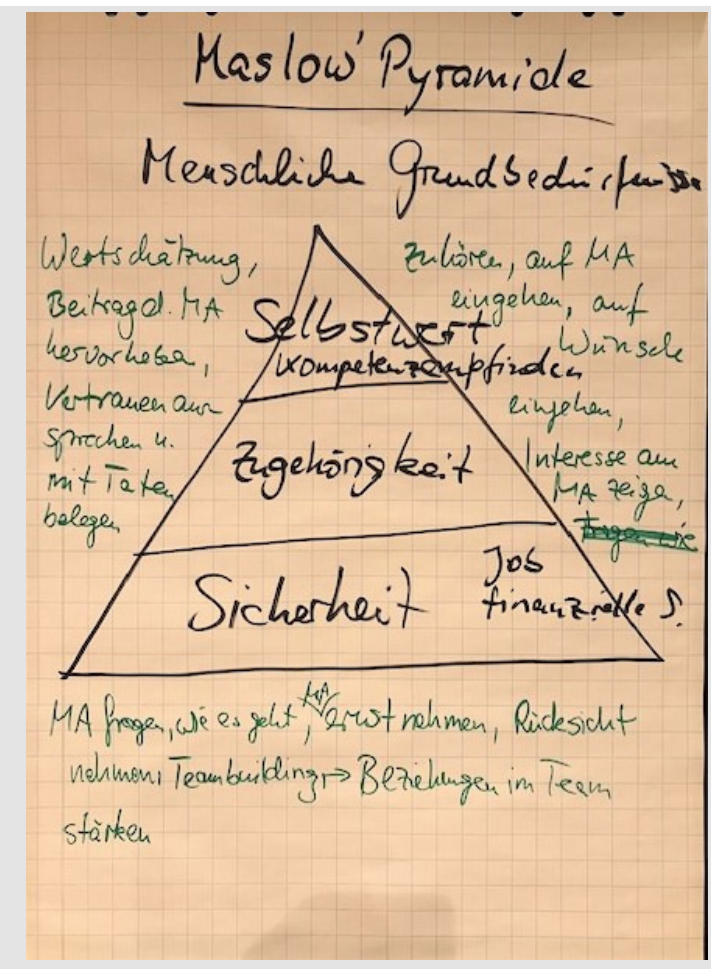 Maslow' Pyramide
Menschliche Grundbedürfnisse
Wertschätzung,
Beitrag d. MA
hervorheben,
Vertrauen aus
sprechen u.
mit Taten
belegen
Zuhören, auf MA
eingehen, auf
Wünsche
eingehen,
Interesse am
MA zeigen,
Fragen wie
Selbstwert
Kompetenzempfinden
Zugehörigkeit
Sicherheit
Job
finanzielle S.
MA fragen, wie es geht, MA ernst nehmen, Rücksicht
nehmen, Teambuilding, → Beziehungen im Team
stärken